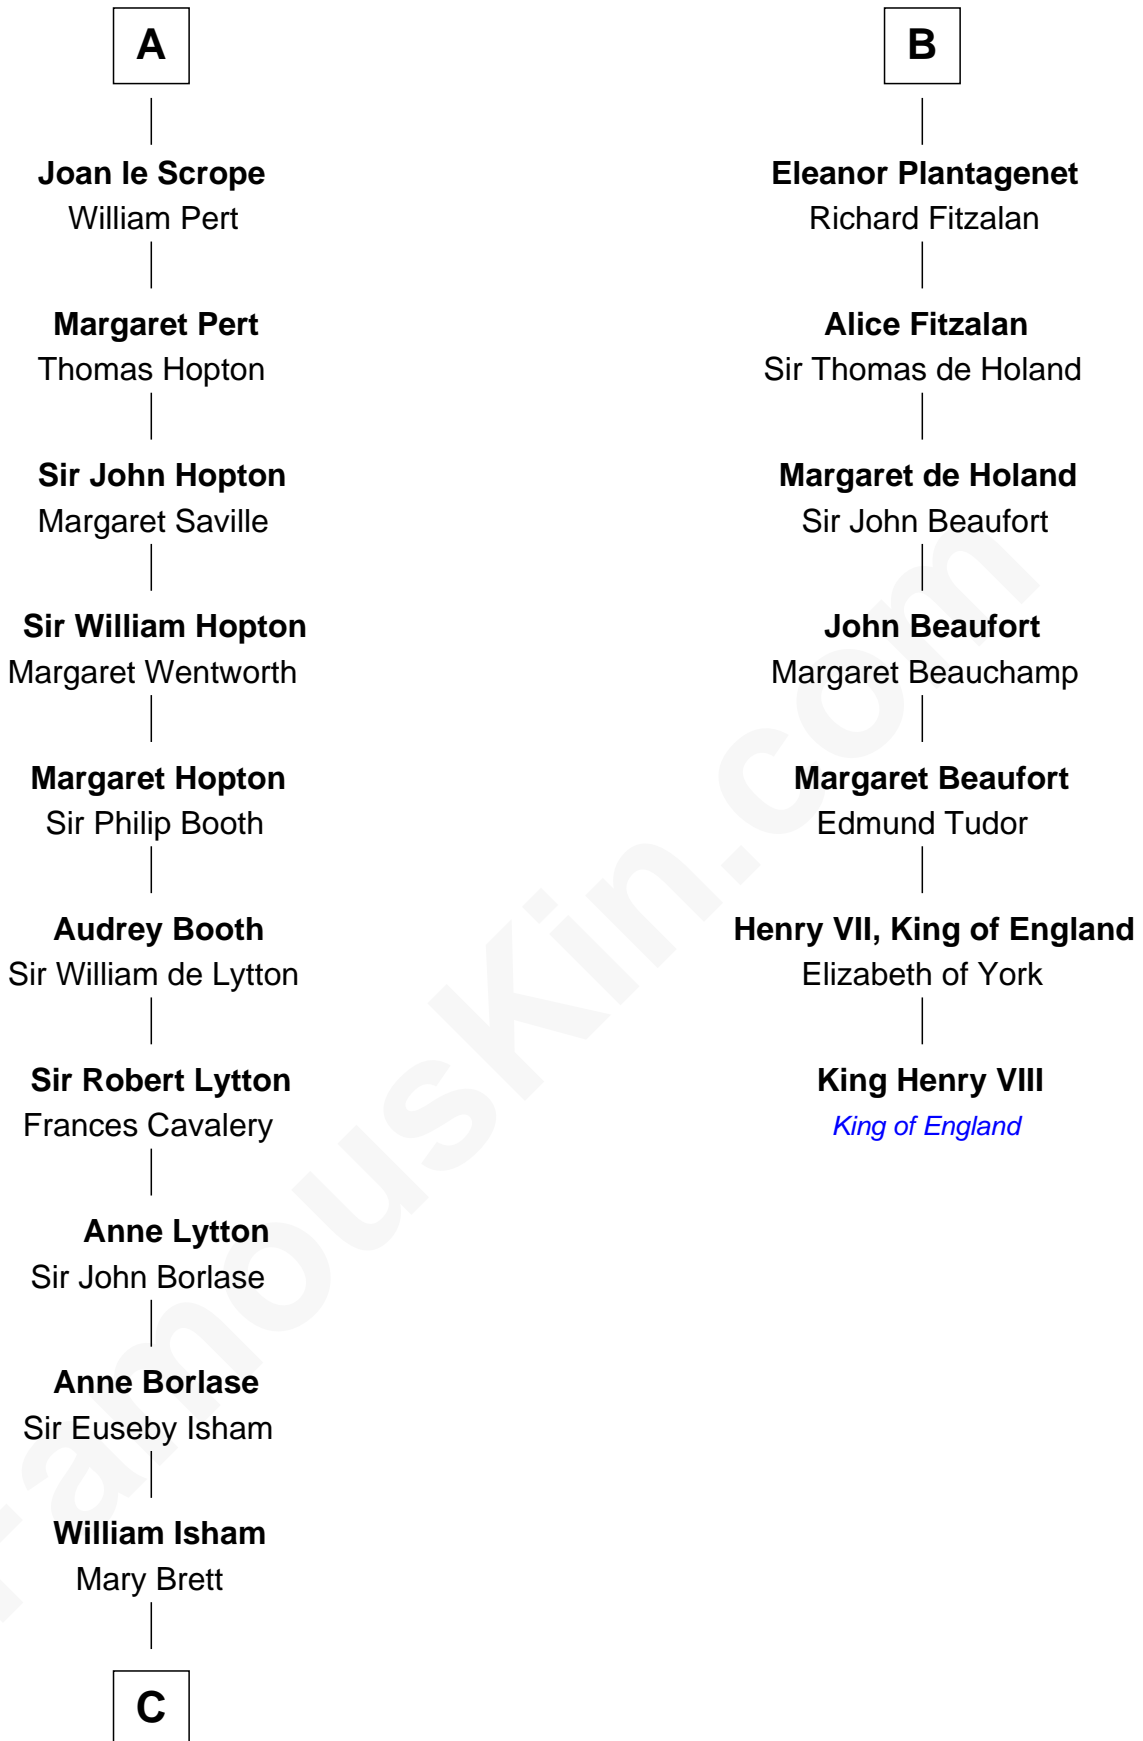 A
Joan le Scrope
William Pert
Margaret Pert
Thomas Hopton
Sir John Hopton
Margaret Saville
Sir William Hopton
Margaret Wentworth
Margaret Hopton
Sir Philip Booth
Audrey Booth
Sir William de Lytton
Sir Robert Lytton
Frances Cavalery
Anne Lytton
Sir John Borlase
Anne Borlase
Sir Euseby Isham
William Isham
Mary Brett
C
B
Eleanor Plantagenet
Richard Fitzalan
Alice Fitzalan
Sir Thomas de Holand
Margaret de Holand
Sir John Beaufort
John Beaufort
Margaret Beauchamp
Margaret Beaufort
Edmund Tudor
Henry VII, King of England
Elizabeth of York
King Henry VIII
King of England
FamousKin.com